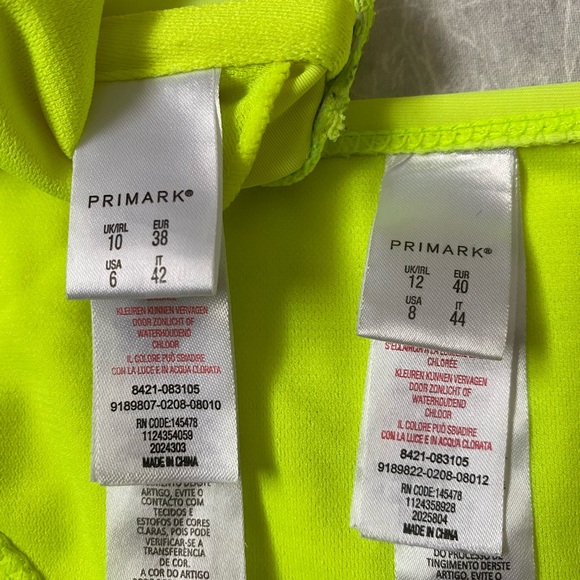 PRIMARK®
UK/IRL EUR
10 38
USA IT
6 42
KLEUREN KUNNEN VERVAGEN
DOOR ZONLICHT OF
WATERHOUDEND
CHLOOR
IL COLORE PUÒ SBIADIRE
CON LA LUCE E IN ACQUA CLORATA
8421-083105
9189807-0208-08010
RN CODE:145478
1124354059
2024303
MADE IN CHINA
ARTIGO, EVITE O
CONTACTO COM
TECIDOS E
ESTOFOS DE CORES
CLARAS, POIS PODE
VERIFICAR-SE A
TRANSFERÊNCIA
DE COR.
A COR DO ARTIGO
PRIMARK®
UK/IRL EUR
12 40
USA IT
8 44
CHLORÉE
KLEUREN KUNNEN VERVAGEN
DOOR ZONLICHT OF
WATERHOUDEND
CHLOOR
IL COLORE PUÒ SBIADIRE
CON LA LUCE E IN ACQUA CLORATA
8421-083105
9189822-0208-08012
RN CODE:145478
1124358928
2025804
MADE IN CHINA
DO PROCESSO DE
TINGIMENTO DERSTE
ARTIGO, EVITE O